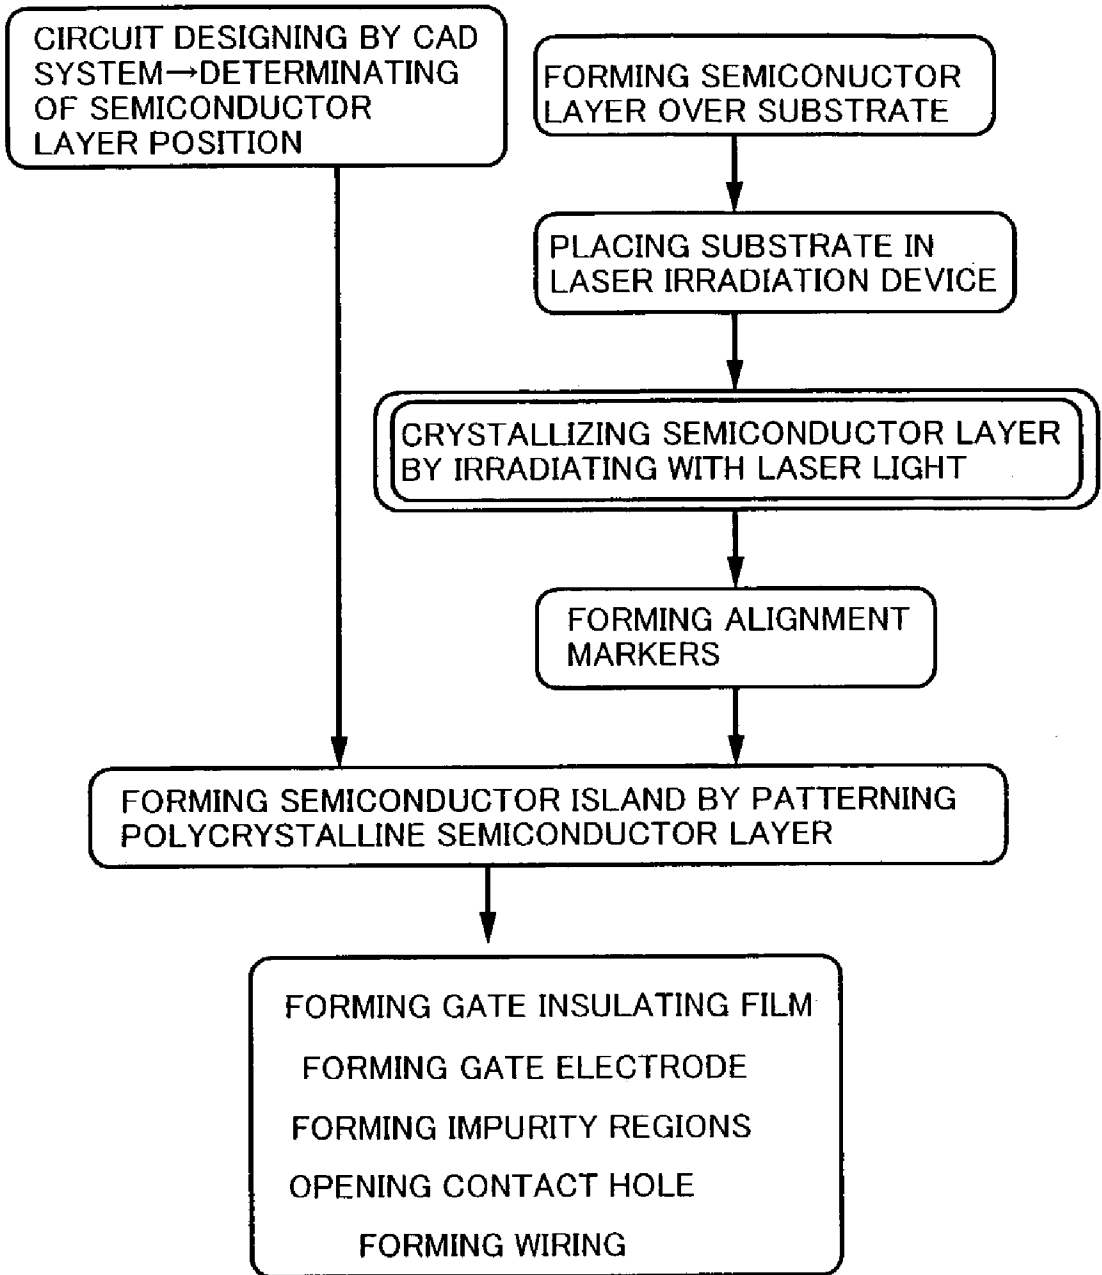 CIRCUIT DESIGNING BY CAD
SYSTEM→DETERMINATING
OF SEMICONDUCTOR
LAYER POSITION
FORMING SEMICONUCTOR
LAYER OVER SUBSTRATE
PLACING SUBSTRATE IN
LASER IRRADIATION DEVICE
CRYSTALLIZING SEMICONDUCTOR LAYER
BY IRRADIATING WITH LASER LIGHT
FORMING ALIGNMENT
MARKERS
FORMING SEMICONDUCTOR ISLAND BY PATTERNING
POLYCRYSTALLINE SEMICONDUCTOR LAYER
FORMING GATE INSULATING FILM
FORMING GATE ELECTRODE
FORMING IMPURITY REGIONS
OPENING CONTACT HOLE
FORMING WIRING